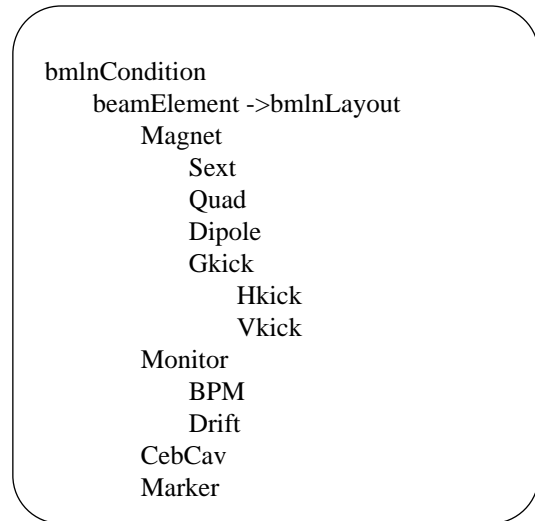 bmlnCondition
beamElement ->bmlnLayout
Magnet
Sext
Quad
Dipole
Gkick
Hkick
Vkick
Monitor
BPM
Drift
CebCav
Marker